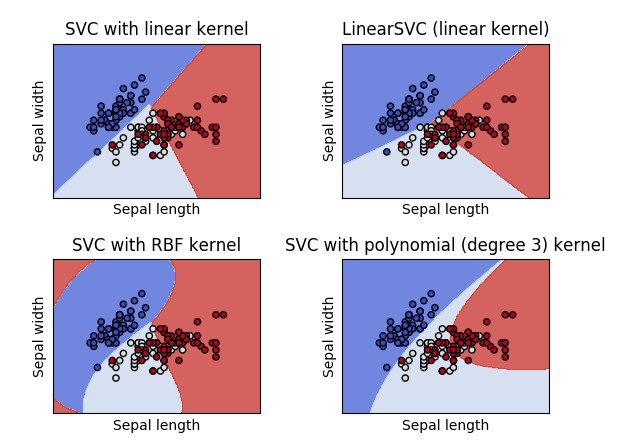 SVC with linear kernel
LinearSVC (linear kernel)
Sepal width
Sepal width
Sepal length
Sepal length
SVC with RBF kernel
SVC with polynomial (degree 3) kernel
Sepal width
Sepal width
Sepal length
Sepal length